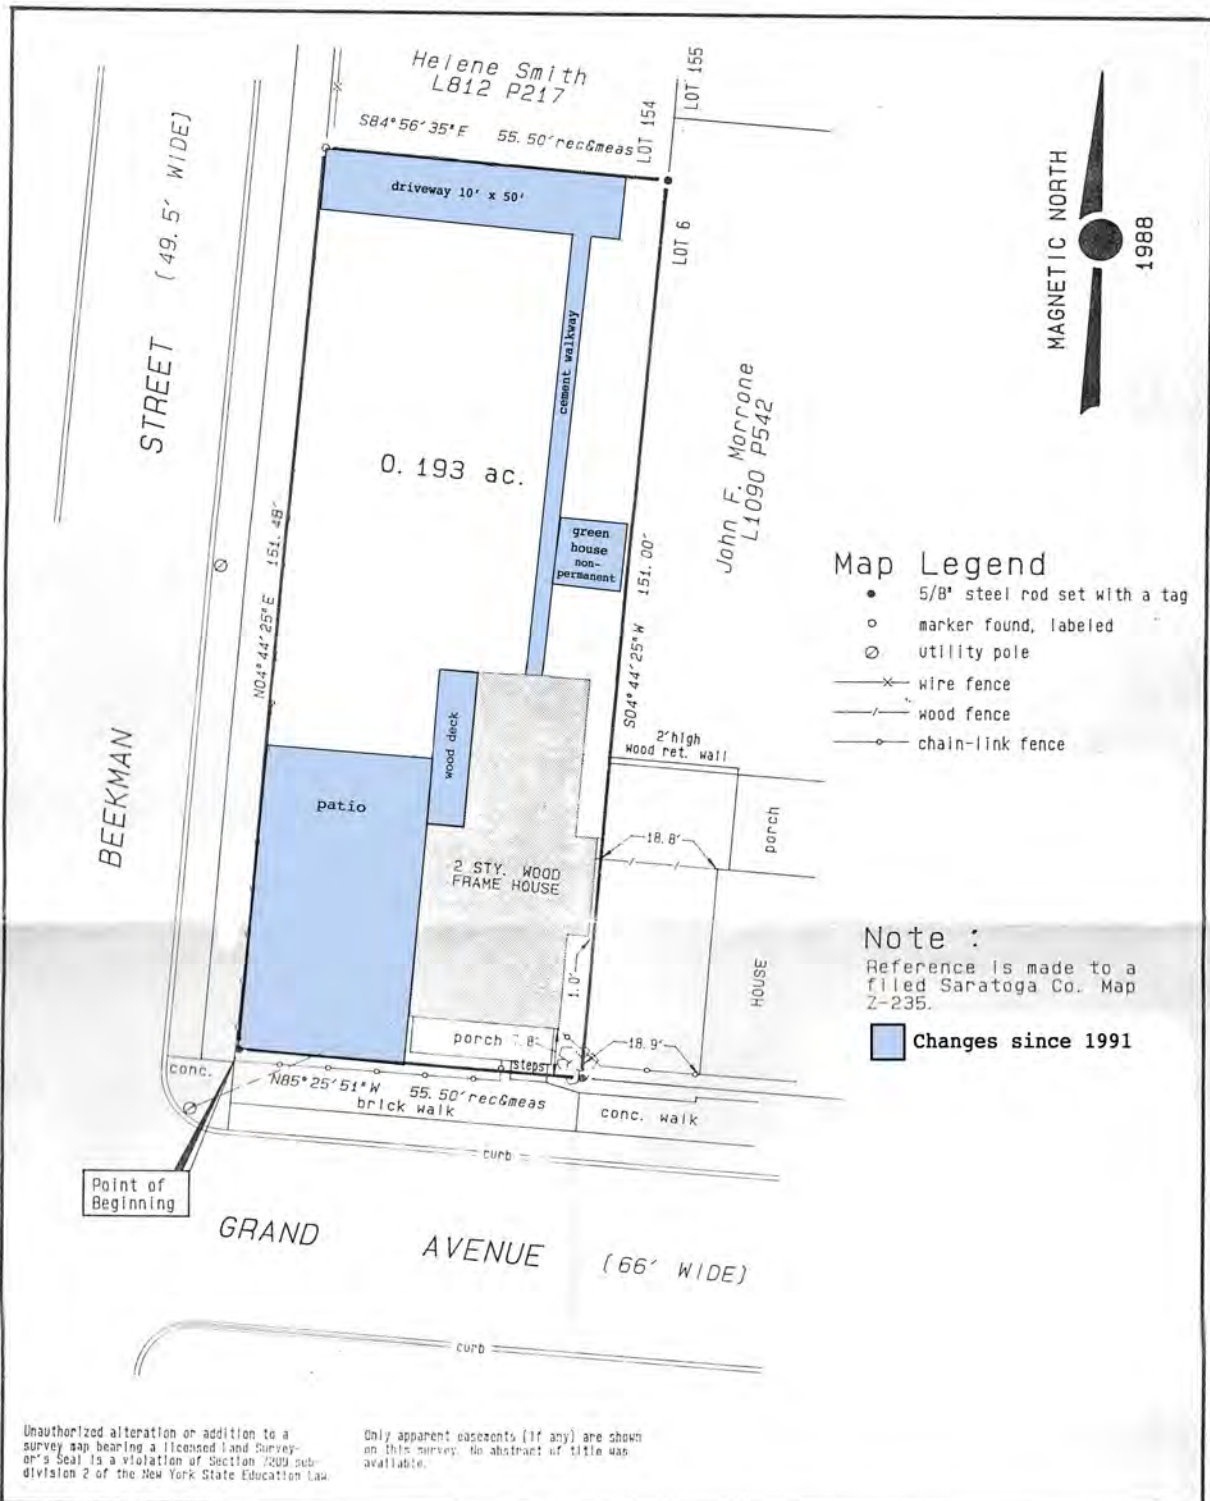 Helene Smith
L812 P217
S84°56'35"E 55.50'rec&meas
LOT 154
LOT 155
driveway 10' x 50'
LOT 6
MAGNETIC NORTH
1988
STREET (49.5' WIDE)
cement walkway
0.193 ac.
John F. Morrone
L1090 P542
green
house
non-
permanent
N04°44'25"E 151.48'
S04°44'25"W 151.00'
Map Legend
5/8" steel rod set with a tag
marker found, labeled
utility pole
wire fence
wood fence
chain-link fence
BEEKMAN
wood deck
2'high
wood ret. wall
patio
porch
18.8'
2 STY. WOOD
FRAME HOUSE
HOUSE
1.0'
Note :
Reference is made to a
filed Saratoga Co. Map
Z-235.
Changes since 1991
porch 7.8'
steps
18.9'
conc.
N85°25'51"W 55.50'rec&meas
brick walk
conc. walk
curb
Point of
Beginning
GRAND AVENUE (66' WIDE)
curb
Unauthorized alteration or addition to a
survey map bearing a licensed Land Survey-
or's Seal is a violation of Section 7209 sub-
division 2 of the New York State Education Law.
Only apparent easements (if any) are shown
on this survey. No abstract of title was
available.